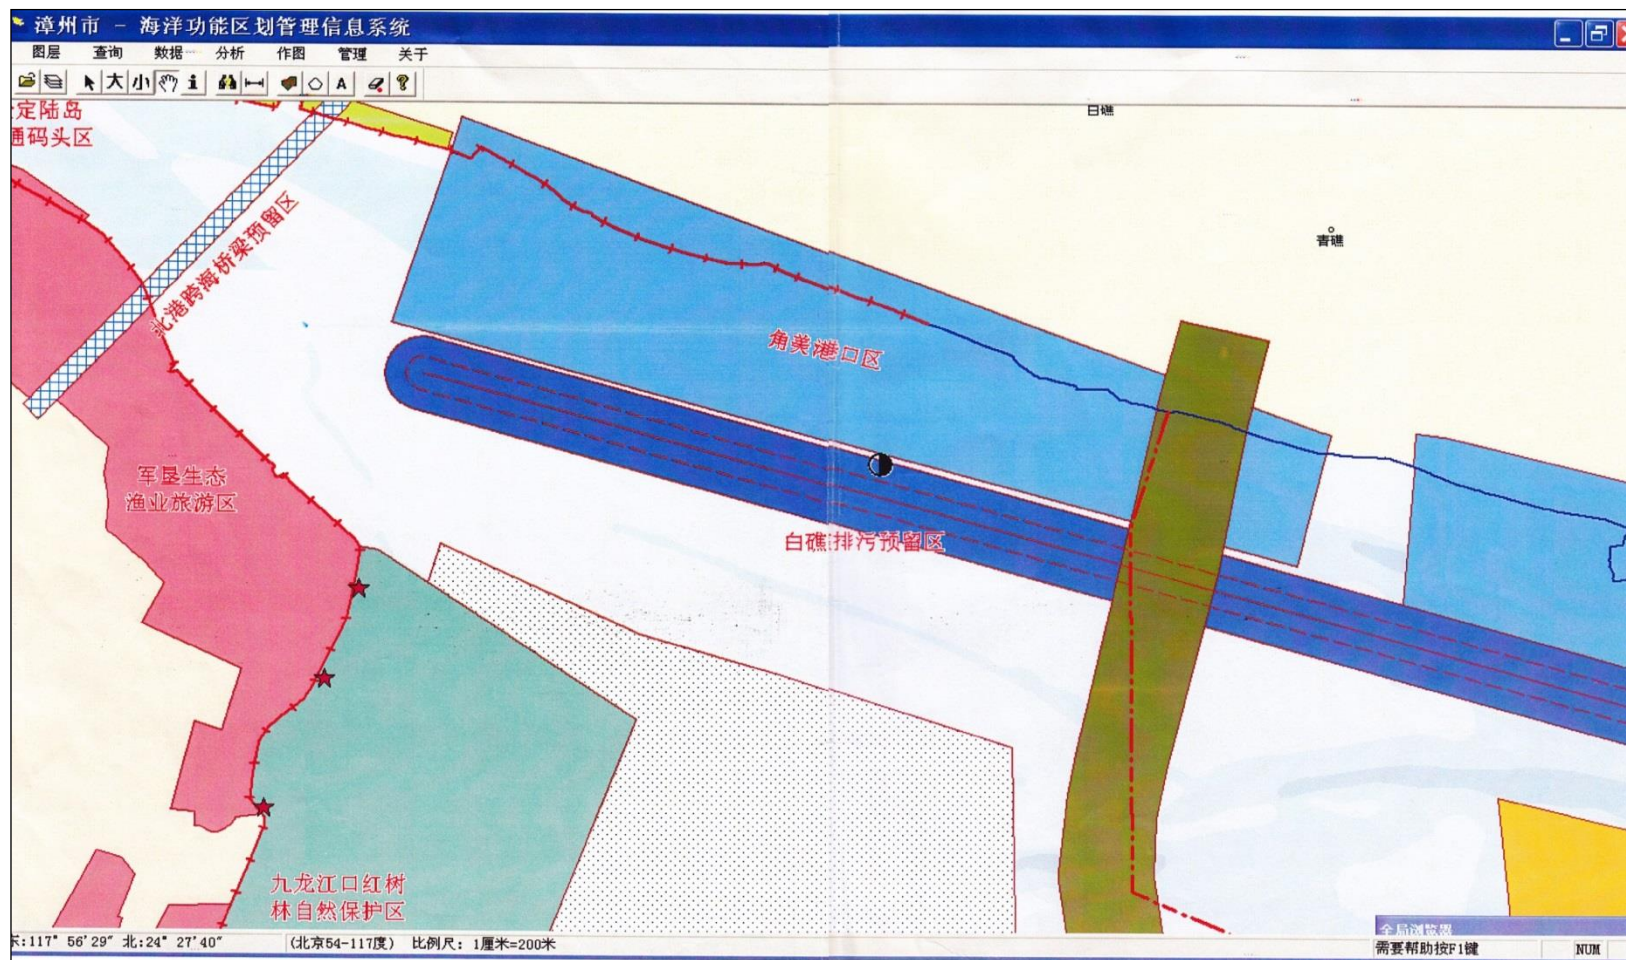 漳州市 - 海洋功能区划管理信息系统
图层 查询 数据 分析 作图 管理 关于
大 小 i A ?
定陆岛
通码头区
白礁
青礁
北港跨海桥梁预留区
角美港口区
军垦生态
渔业旅游区
白礁排污预留区
九龙江口红树
林自然保护区
全局浏览器
东:117° 56'29″ 北:24° 27'40″ (北京54-117度) 比例尺: 1厘米=200米 需要帮助按F1键 NUM